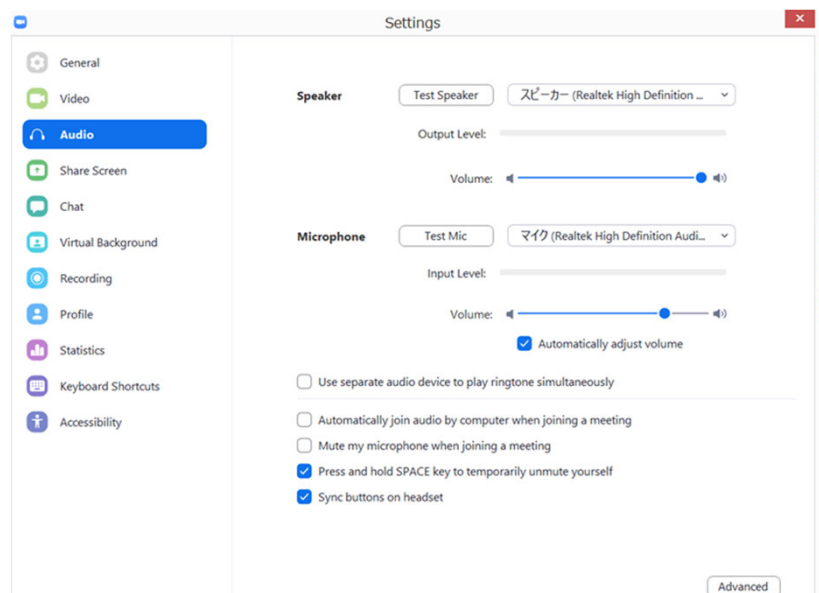 Settings
General
Video
Audio
Share Screen
Chat
Virtual Background
Recording
Profile
Statistics
Keyboard Shortcuts
Accessibility
Speaker
Test Speaker
スピーカー (Realtek High Definition ...
Output Level:
Volume:
Microphone
Test Mic
マイク (Realtek High Definition Audi...
Input Level:
Volume:
Automatically adjust volume
Use separate audio device to play ringtone simultaneously
Automatically join audio by computer when joining a meeting
Mute my microphone when joining a meeting
Press and hold SPACE key to temporarily unmute yourself
Sync buttons on headset
Advanced